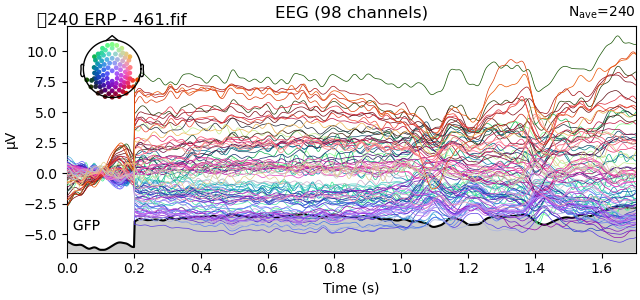 240 ERP - 461.fif
EEG (98 channels)
Nave=240
10.0
7.5
5.0
2.5
0.0
−2.5
−5.0
µV
GFP
0.0 0.2 0.4 0.6 0.8 1.0 1.2 1.4 1.6
Time (s)